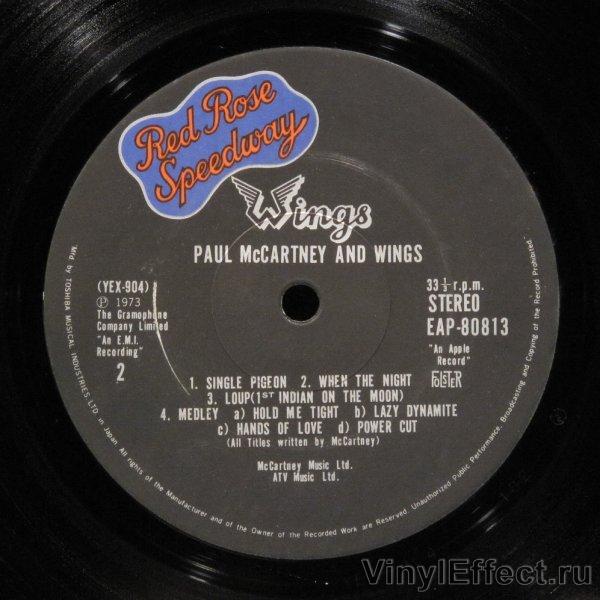 Red Rose
Speedway
Wings
PAUL McCARTNEY AND WINGS
(YEX-904)
Ⓟ 1973
The Gramophone
Company Limited
"An E.M.I.
Recording"
2
33⅓ r.p.m.
STEREO
EAP-80813
"An Apple
Record"
1. SINGLE PIGEON 2. WHEN THE NIGHT
3. LOUP(1ST INDIAN ON THE MOON)
4. MEDLEY a) HOLD ME TIGHT b) LAZY DYNAMITE
c) HANDS OF LOVE d) POWER CUT
(All Titles written by McCartney)
McCartney Music Ltd.
ATV Music Ltd.
Mf'd by TOSHIBA MUSICAL INDUSTRIES LTD. in Japan. All rights of the Manufacturer and of the Owner of the Recorded Work are Reserved. Unauthorized Public Performance, Broadcasting and Copying of the Record Prohibited.
VinylEffect.ru